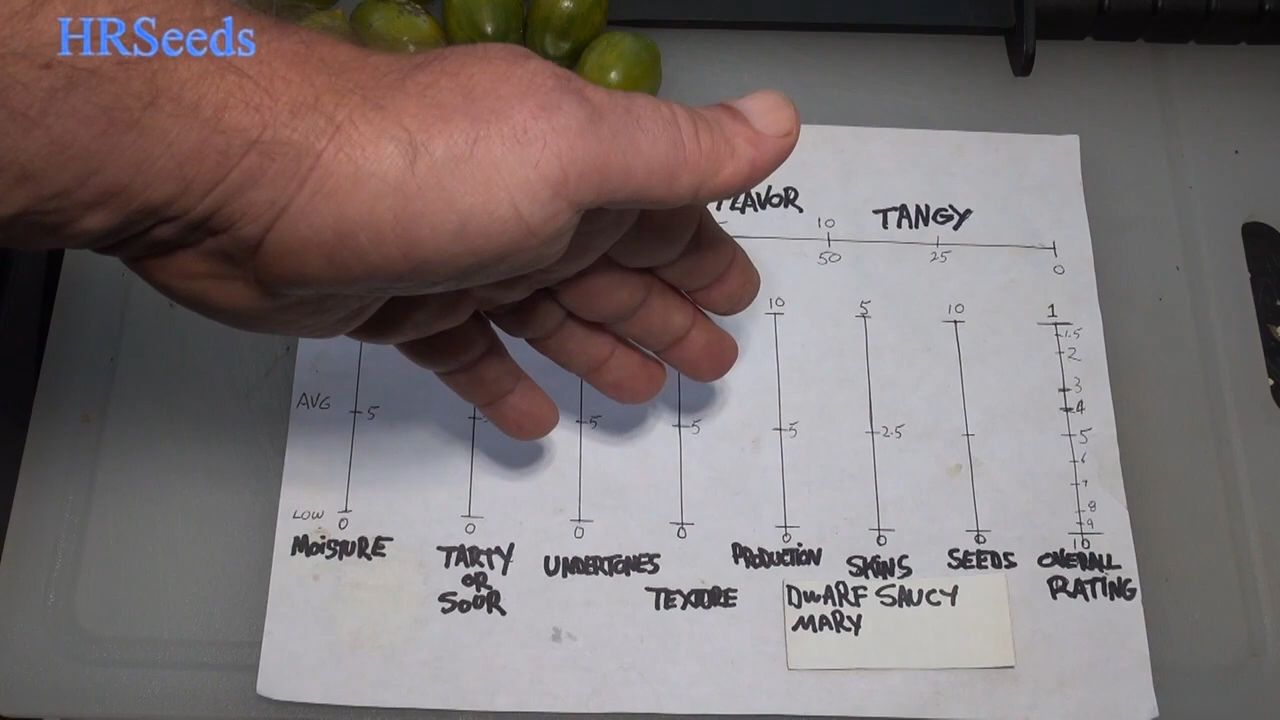 HRSeeds
FLAVOR
TANGY
10
50
25
0
10
5
10
1
1.5
2
3
4
5
6
7
8
9
10
AVG
5
5
5
5
2.5
LOW
0
0
0
0
0
0
0
MOISTURE
TARTY
OR
SOUR
UNDERTONES
TEXTURE
PRODUCTION
SKINS
SEEDS
OVERALL
RATING
DWARF SAUCY
MARY